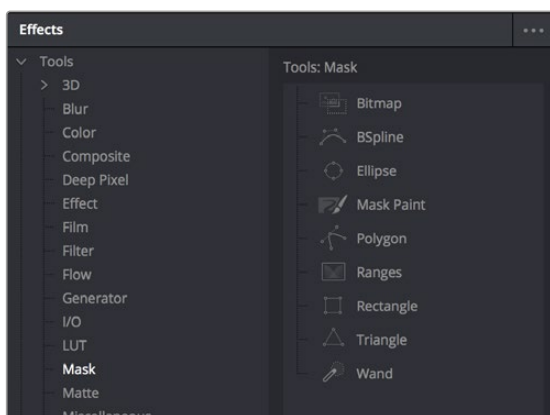 Effects
Tools
3D
Blur
Color
Composite
Deep Pixel
Effect
Film
Filter
Flow
Generator
I/O
LUT
Mask
Matte
Miscellaneous
Tools: Mask
Bitmap
BSpline
Ellipse
Mask Paint
Polygon
Ranges
Rectangle
Triangle
Wand